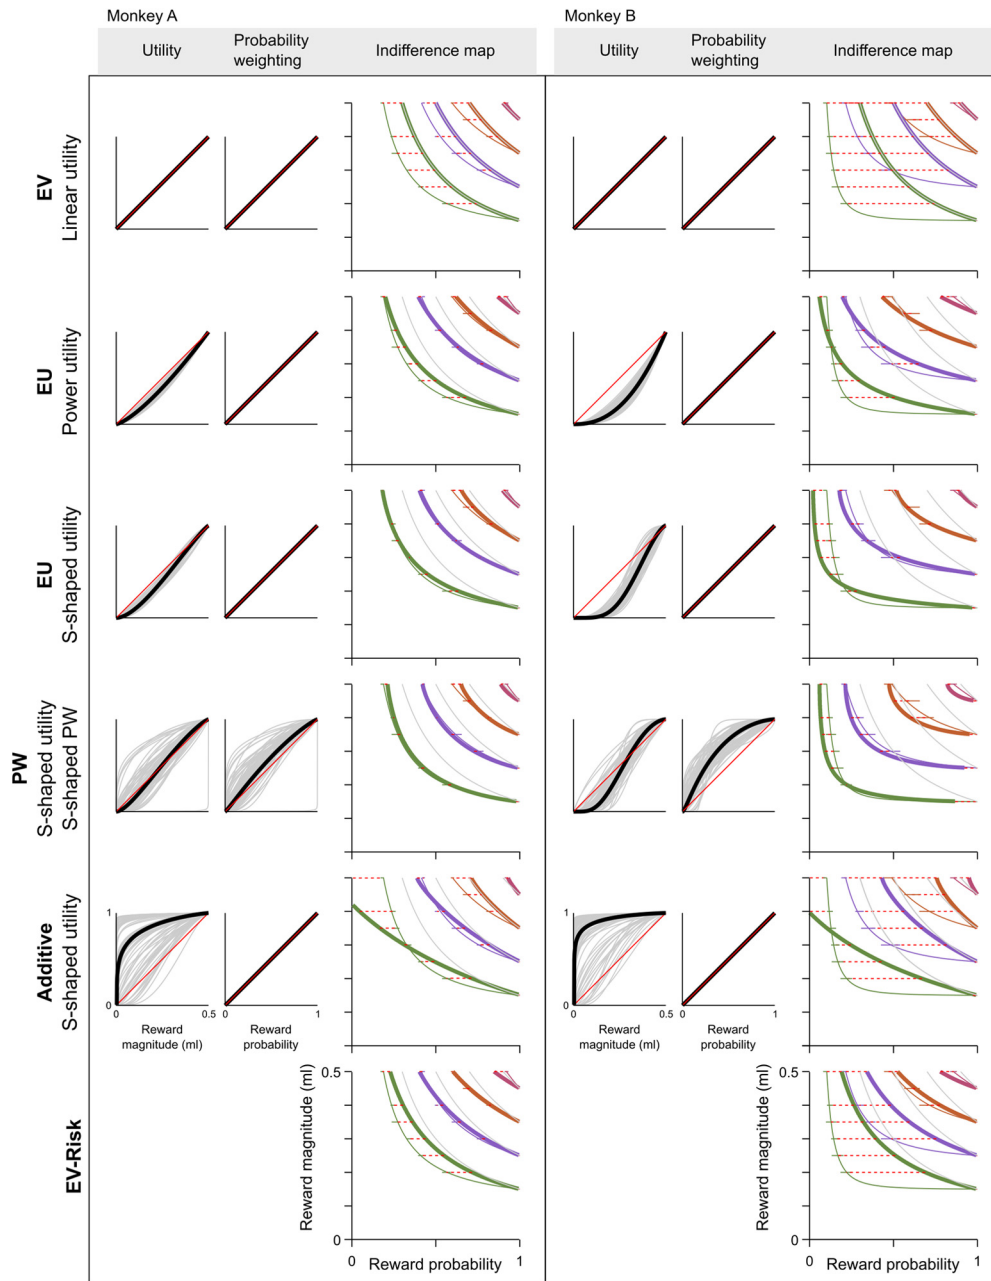 Monkey A
Monkey B
Utility
Probability
weighting
Indifference map
Utility
Probability
weighting
Indifference map
EV
Linear utility
EU
Power utility
EU
S-shaped utility
PW
S-shaped utility
S-shaped PW
Additive
S-shaped utility
1
0
0
0.5
0
1
Reward
magnitude (ml)
Reward
probability
1
0
0
0.5
0
1
Reward
magnitude (ml)
Reward
probability
EV-Risk
0.5
Reward magnitude (ml)
0
0
1
Reward probability
0.5
Reward magnitude (ml)
0
0
1
Reward probability